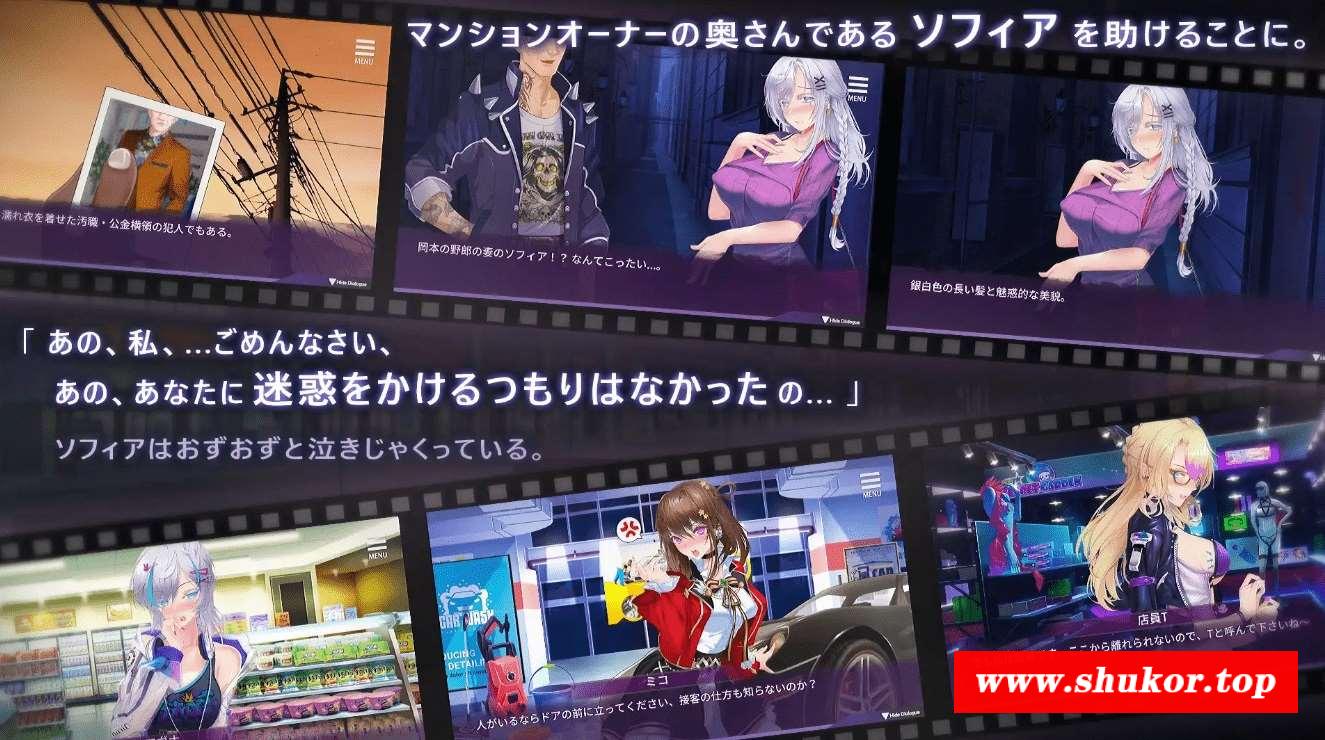 マンションオーナーの奥さんである ソフィア を助けることに。
MENU
濡れ衣を着せた汚職・公金横領の犯人でもある。
Hide Dialogue
MENU
岡本の野郎の妻のソフィア！？なんてこったい…。
Hide Dialogue
銀白色の長い髪と魅惑的な美貌。
「 あの、私、…ごめんなさい、
あの、あなたに 迷惑をかけるつもりはなかった の… 」
ソフィアはおずおずと泣きじゃくっている。
MENU
MENU
CAR WASH
DETAILI
ミコ
人がいるならドアの前に立ってください、接客の仕方も知らないのか？
Hide Dialogue
店員T
ここから離れられないので、Tと呼んで下さいね～
www.shukor.top